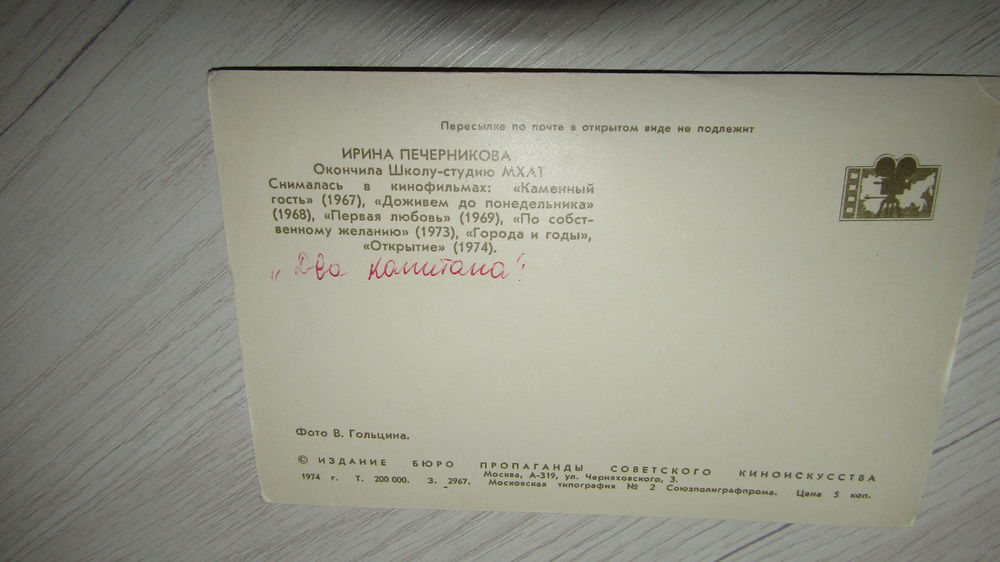 Пересылке по почте в открытом виде не подлежит
ИРИНА ПЕЧЕРНИКОВА
Окончила Школу-студию МХАТ
Снималась в кинофильмах: «Каменный
гость» (1967), «Доживем до понедельника»
(1968), «Первая любовь» (1969), «По собст-
венному желанию» (1973), «Города и годы»,
«Открытие» (1974).
„Два капитана"
Фото В. Гольцина.
© ИЗДАНИЕ БЮРО ПРОПАГАНДЫ СОВЕТСКОГО КИНОИСКУССТВА
Москва, А-319, ул. Черняховского, 3.
1974 г. Т. 200 000. З. 2967. Московская типография № 2 Союзполиграфпрома. Цена 5 коп.